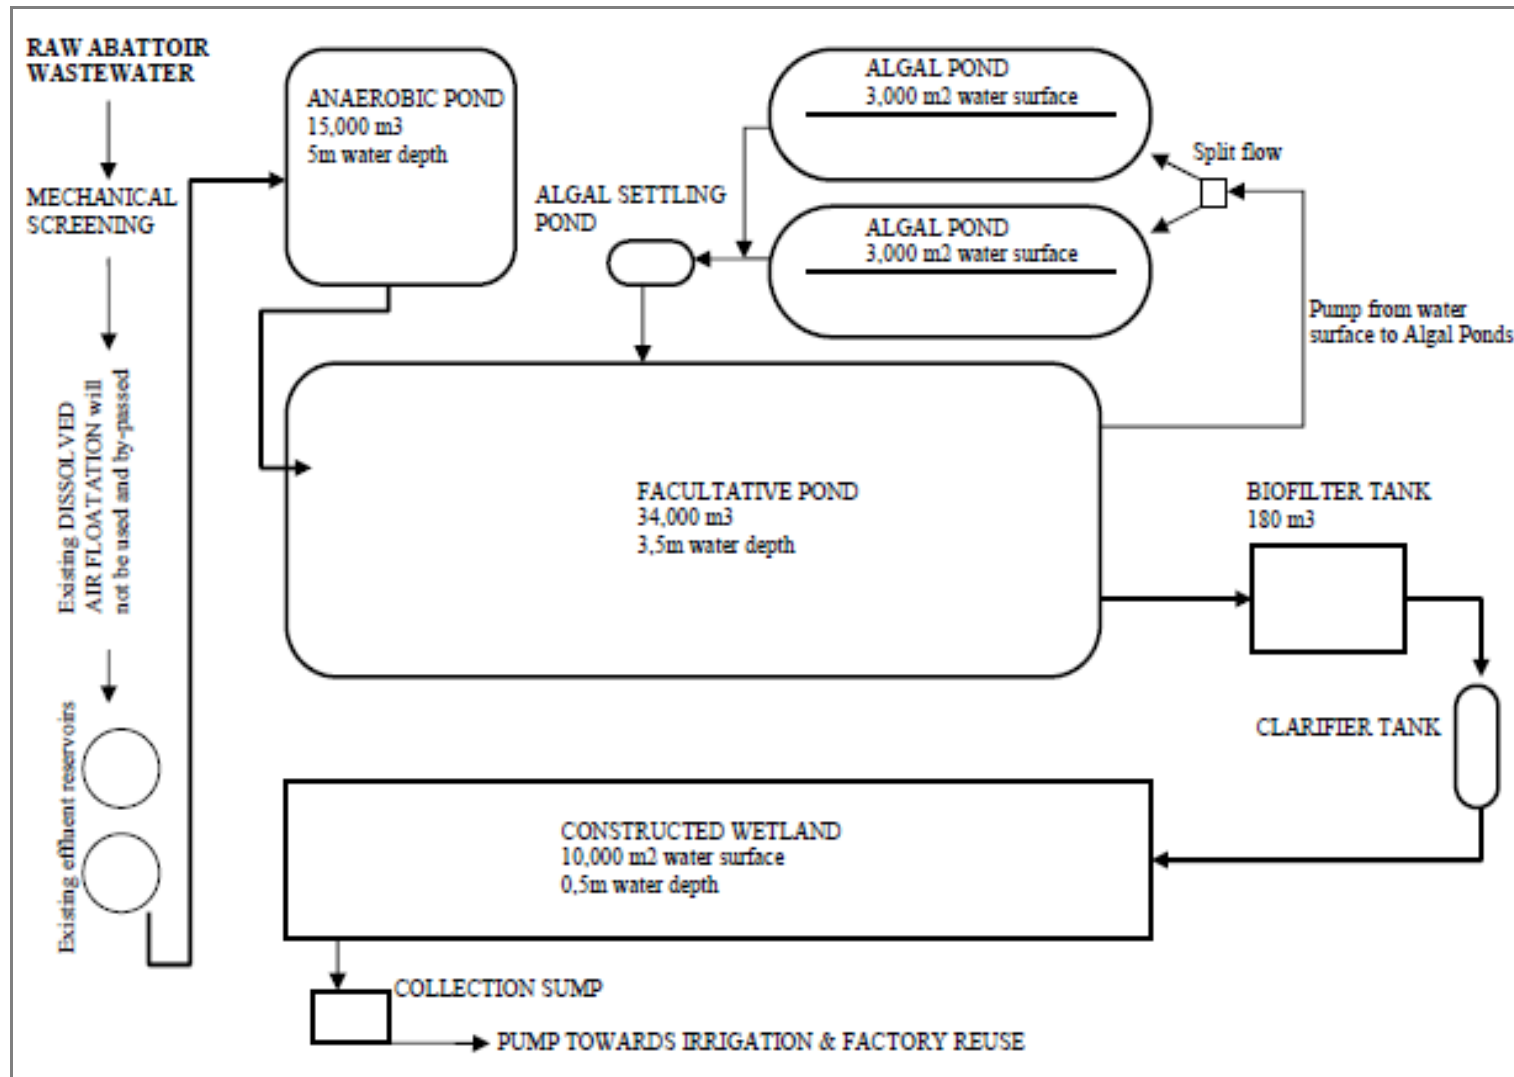 RAW ABATTOIR
WASTEWATER
MECHANICAL
SCREENING
Existing DISSOLVED
AIR FLOATATION will
not be used and by-passed
Existing effluent reservoirs
ANAEROBIC POND
15,000 m3
5m water depth
ALGAL SETTLING
POND
ALGAL POND
3,000 m2 water surface
ALGAL POND
3,000 m2 water surface
Split flow
Pump from water
surface to Algal Ponds
FACULTATIVE POND
34,000 m3
3,5m water depth
BIOFILTER TANK
180 m3
CLARIFIER TANK
CONSTRUCTED WETLAND
10,000 m2 water surface
0,5m water depth
COLLECTION SUMP
PUMP TOWARDS IRRIGATION & FACTORY REUSE